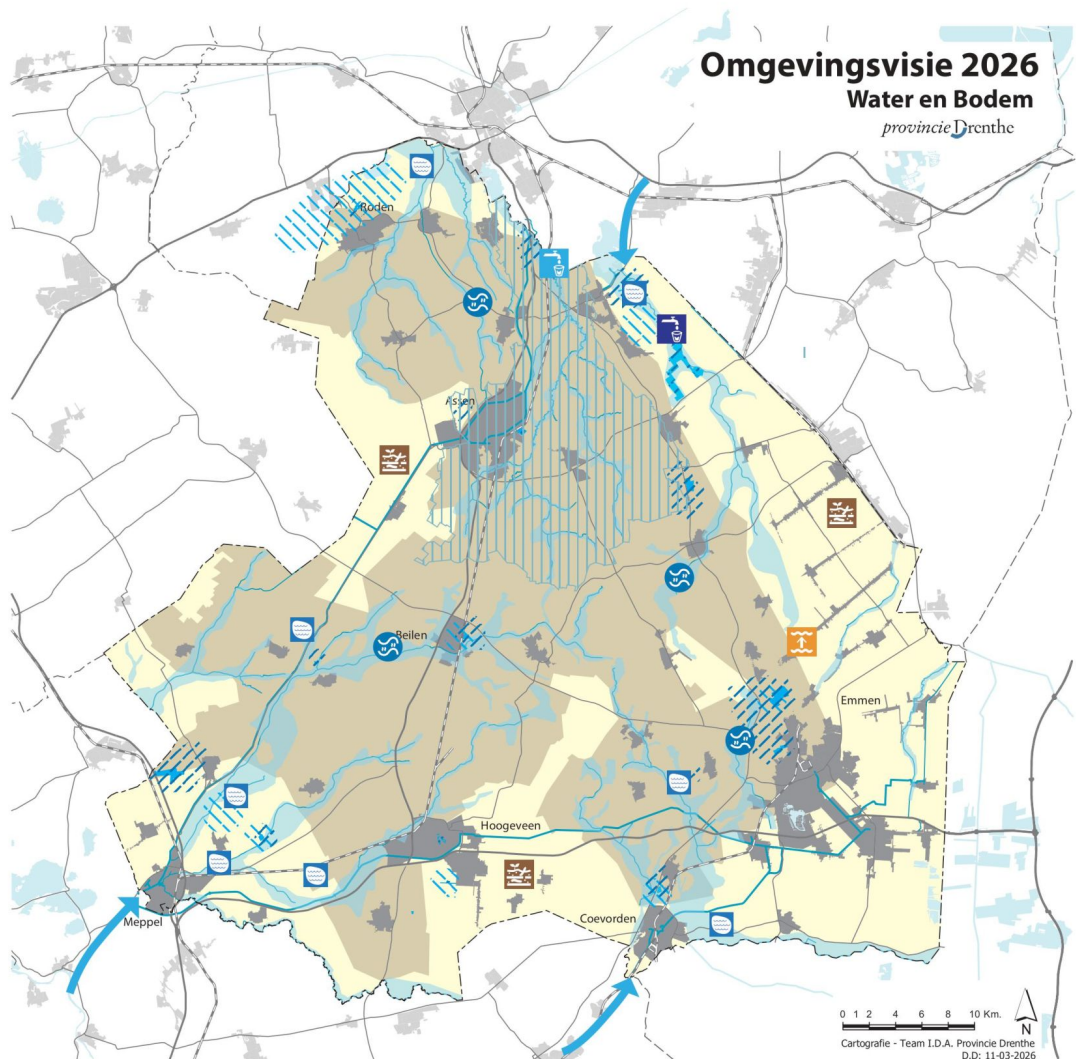 Omgevingsvisie 2026
Water en Bodem
provincie Drenthe
Roden
Assen
Beilen
Emmen
Hoogeveen
Coevorden
Meppel
0 1 2 4 6 8 10 Km.
N
Cartografie - Team I.D.A. Provincie Drenthe
D.D: 11-03-2026